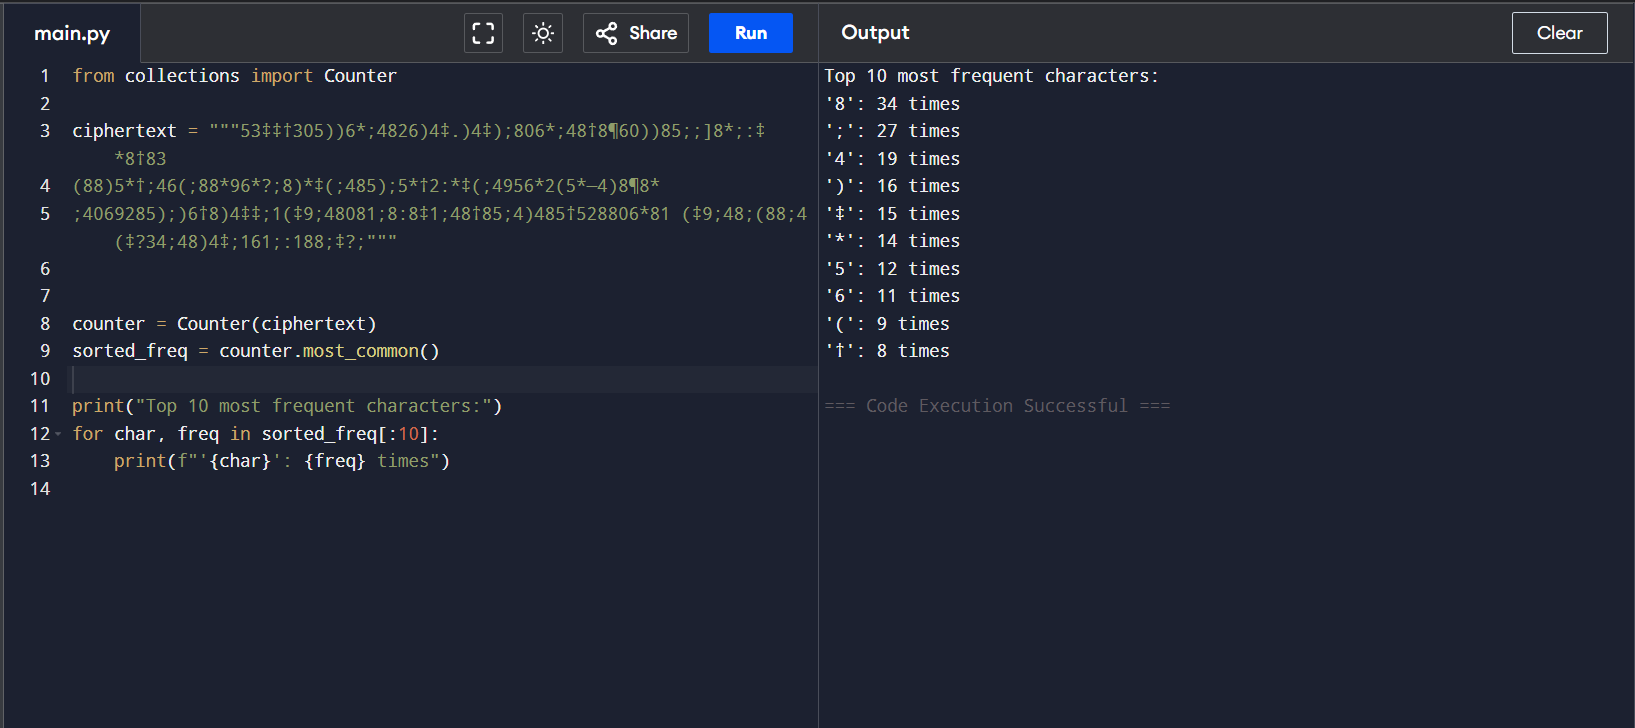 main.py
Share
Run
Output
Clear
1 from collections import Counter
2
3 ciphertext = """53‡‡†305))6*;4826)4‡.)4‡);806*;48†8¶60))85;;]8*;:‡
*8†83
4 (88)5*†;46(;88*96*?;8)*‡(;485);5*†2:*‡(;4956*2(5*—4)8¶8*
5 ;4069285);)6†8)4‡‡;1(‡9;48081;8:8‡1;48†85;4)485†528806*81 (‡9;48;(88;4
(‡?34;48)4‡;161;:188;‡?;"""
6
7
8 counter = Counter(ciphertext)
9 sorted_freq = counter.most_common()
10
11 print("Top 10 most frequent characters:")
12 for char, freq in sorted_freq[:10]:
13 print(f"'{char}': {freq} times")
14
Top 10 most frequent characters:
'8': 34 times
';': 27 times
'4': 19 times
')': 16 times
'‡': 15 times
'*': 14 times
'5': 12 times
'6': 11 times
'(': 9 times
'†': 8 times
=== Code Execution Successful ===